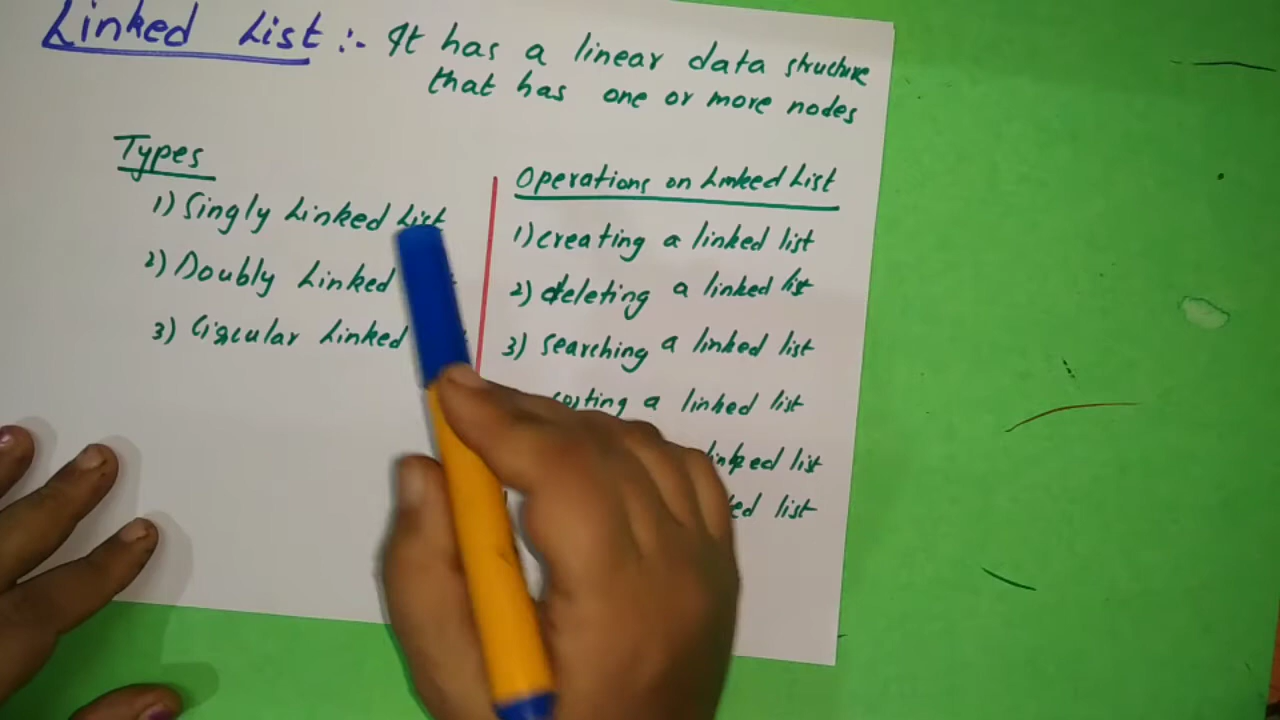 Linked List :- It has a linear data structure
that has one or more nodes
Types
1) Singly Linked List
2) Doubly Linked
3) Circular Linked
Operations on Linked List
1) creating a linked list
2) deleting a linked list
3) searching a linked list
sorting a linked list
linked list
list